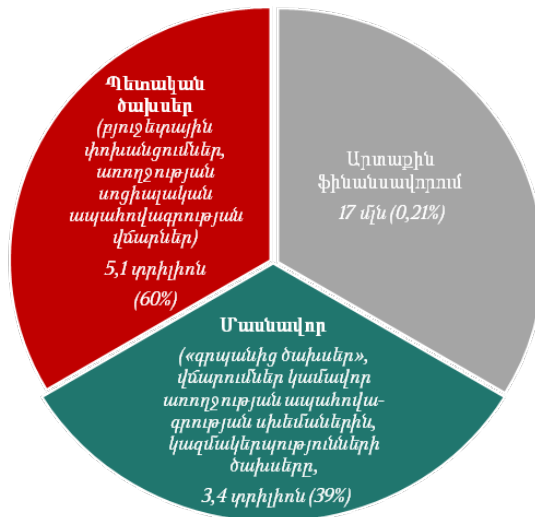 Պետական
ծախսեր
(բյուջետային
փոխանցումներ,
առողջության
սոցիալական
ապահովագրության
վճարներ)
5,1 տրիլիոն
(60%)
Արտաքին
ֆինանսավորում
17 մլն (0,21%)
Մասնավոր
(«գրպանից ծախսեր»,
վճարումներ կամավոր
առողջության ապահովա-
գրության սխեմաներին,
կազմակերպությունների
ծախսերը,
3,4 տրիլիոն (39%)